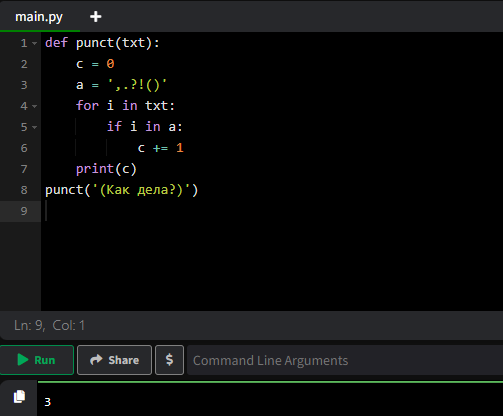 main.py +
1 def punct(txt):
2     c = 0
3     a = ',.?!()'
4     for i in txt:
5         if i in a:
6             c += 1
7     print(c)
8 punct('(Как дела?)')
9
Ln: 9, Col: 1
Run Share $ Command Line Arguments
3